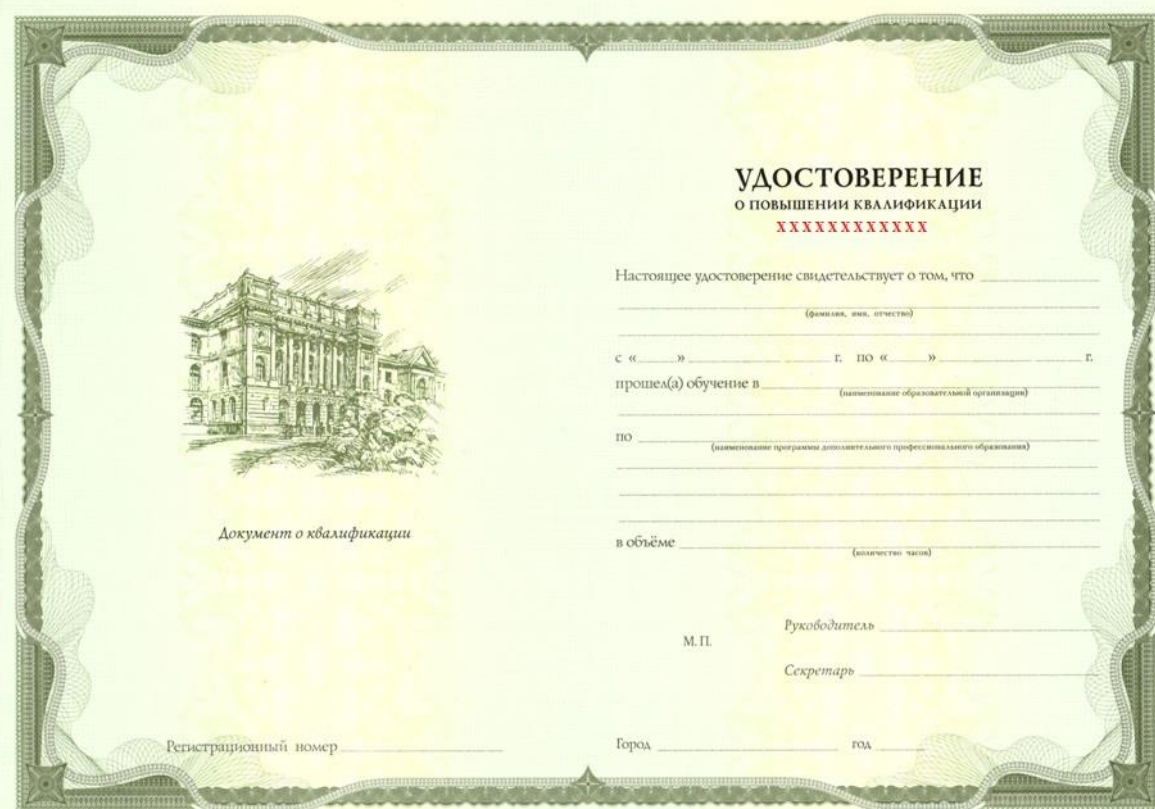 УДОСТОВЕРЕНИЕ
О ПОВЫШЕНИИ КВАЛИФИКАЦИИ
XXXXXXXXXXXX
Настоящее удостоверение свидетельствует о том, что
(фамилия, имя, отчество)
с « » г. по « » г.
прошел(а) обучение в
(наименование образовательной организации)
по
(наименование программы дополнительного профессионального образования)
в объёме
(количество часов)
Документ о квалификации
Руководитель
М.П.
Секретарь
Регистрационный номер
Город год